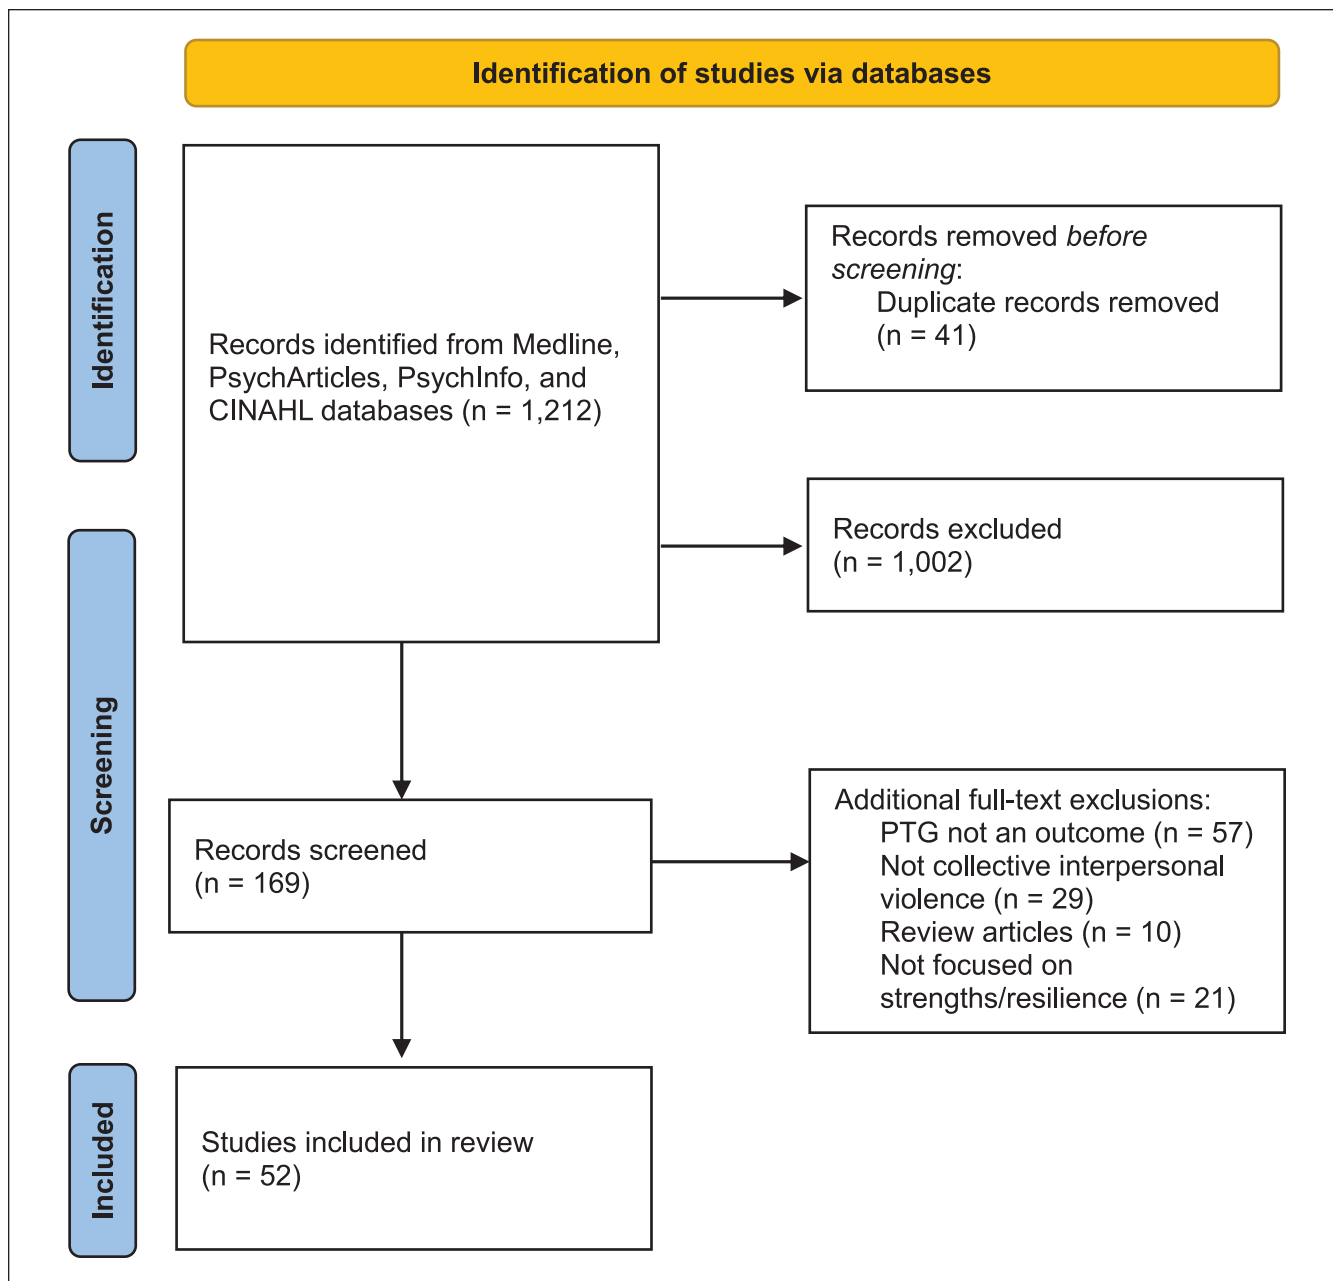 Identification of studies via databases
Identification
Records identified from Medline,
PsychArticles, PsychInfo, and
CINAHL databases (n = 1,212)
Records removed before
screening:
Duplicate records removed
(n = 41)
Records excluded
(n = 1,002)
Screening
Records screened
(n = 169)
Additional full-text exclusions:
PTG not an outcome (n = 57)
Not collective interpersonal
violence (n = 29)
Review articles (n = 10)
Not focused on
strengths/resilience (n = 21)
Included
Studies included in review
(n = 52)